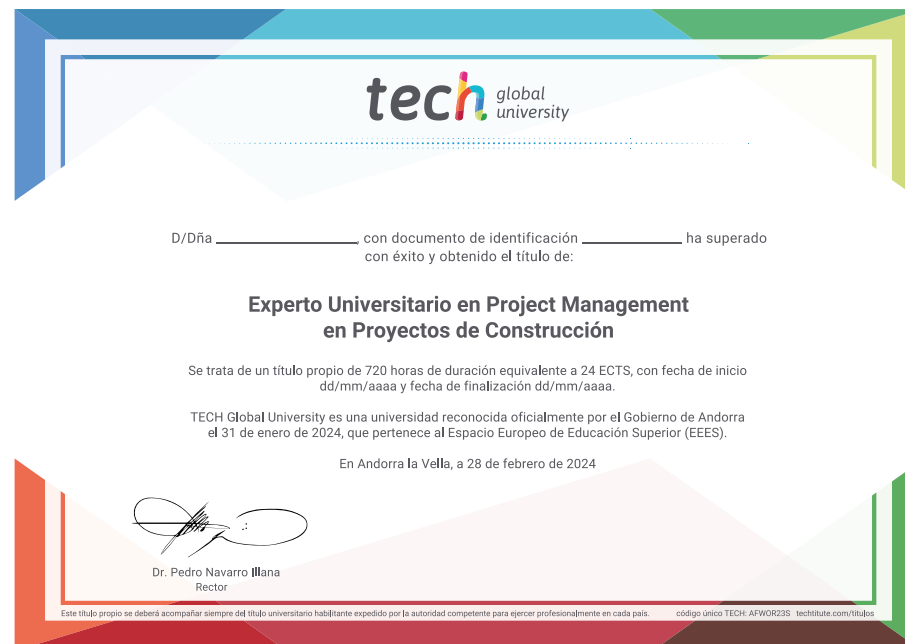 tech global
university
D/Dña ______________, con documento de identificación __________ ha superado
con éxito y obtenido el título de:
Experto Universitario en Project Management
en Proyectos de Construcción
Se trata de un título propio de 720 horas de duración equivalente a 24 ECTS, con fecha de inicio
dd/mm/aaaa y fecha de finalización dd/mm/aaaa.
TECH Global University es una universidad reconocida oficialmente por el Gobierno de Andorra
el 31 de enero de 2024, que pertenece al Espacio Europeo de Educación Superior (EEES).
En Andorra la Vella, a 28 de febrero de 2024
Dr. Pedro Navarro Illana
Rector
Este título propio se deberá acompañar siempre del título universitario habilitante expedido por la autoridad competente para ejercer profesionalmente en cada país. código único TECH: AFWOR23S techtitute.com/titulos